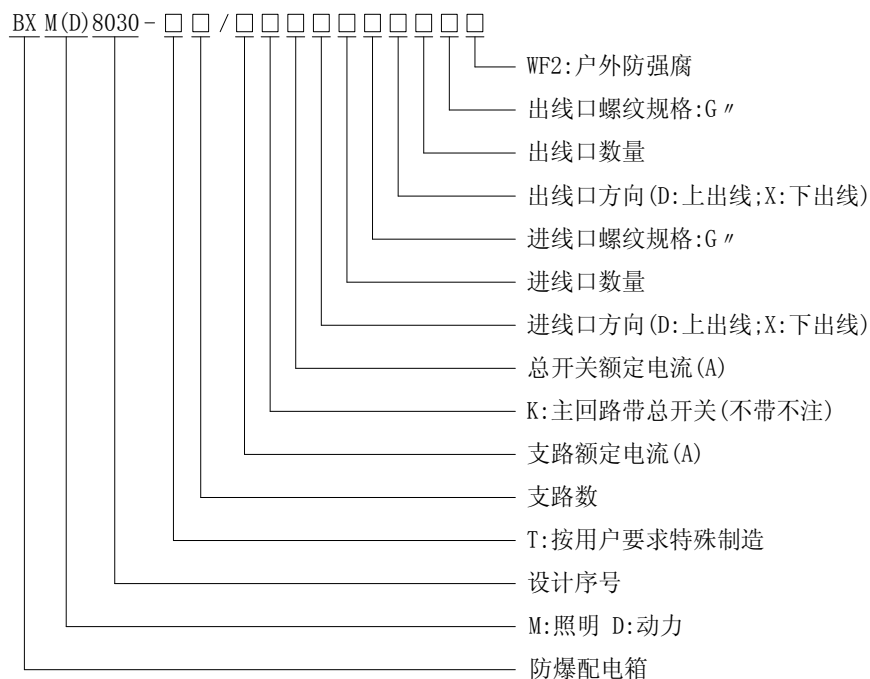 BX M(D)8030-□□/□□□□□□□□□□
WF2:户外防强腐
出线口螺纹规格:G〃
出线口数量
出线口方向(D:上出线;X:下出线)
进线口螺纹规格:G〃
进线口数量
进线口方向(D:上出线;X:下出线)
总开关额定电流(A)
K:主回路带总开关(不带不注)
支路额定电流(A)
支路数
T:按用户要求特殊制造
设计序号
M:照明 D:动力
防爆配电箱